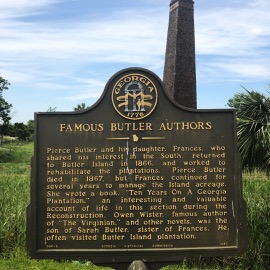 GEORGIA
1776
FAMOUS BUTLER AUTHORS
Pierce Butler and his daughter, Frances, who
shared his interest in the South, returned
to Butler Island in 1866, and worked to
rehabilitate the plantations. Pierce Butler
died in 1867, but Frances continued for
several years to manage the Island acreage.
She wrote a book, "Ten Years On A Georgia
Plantation," an interesting and valuable
account of life in this section during the
Reconstruction. Owen Wister, famous author
of "The Virginian," and other novels, was the
son of Sarah Butler, sister of Frances. He
often visited Butler Island plantation.
GEORGIA HISTORICAL COMMISSION